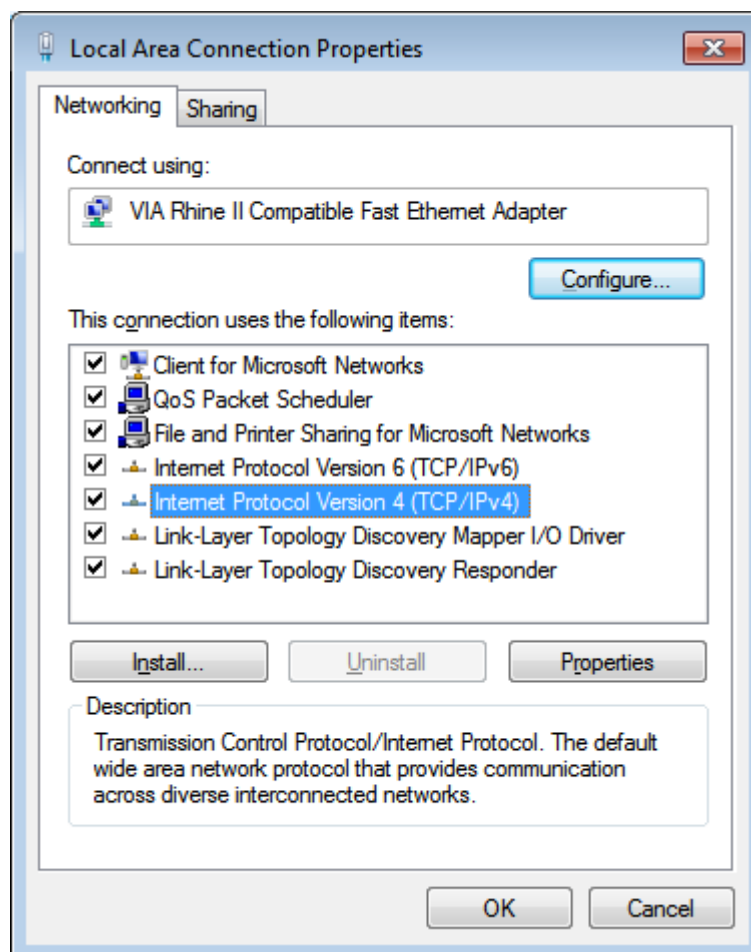 Local Area Connection Properties
Networking
Sharing
Connect using:
VIA Rhine II Compatible Fast Ethernet Adapter
Configure...
This connection uses the following items:
Client for Microsoft Networks
QoS Packet Scheduler
File and Printer Sharing for Microsoft Networks
Internet Protocol Version 6 (TCP/IPv6)
Internet Protocol Version 4 (TCP/IPv4)
Link-Layer Topology Discovery Mapper I/O Driver
Link-Layer Topology Discovery Responder
Install...
Uninstall
Properties
Description
Transmission Control Protocol/Internet Protocol. The default
wide area network protocol that provides communication
across diverse interconnected networks.
OK
Cancel